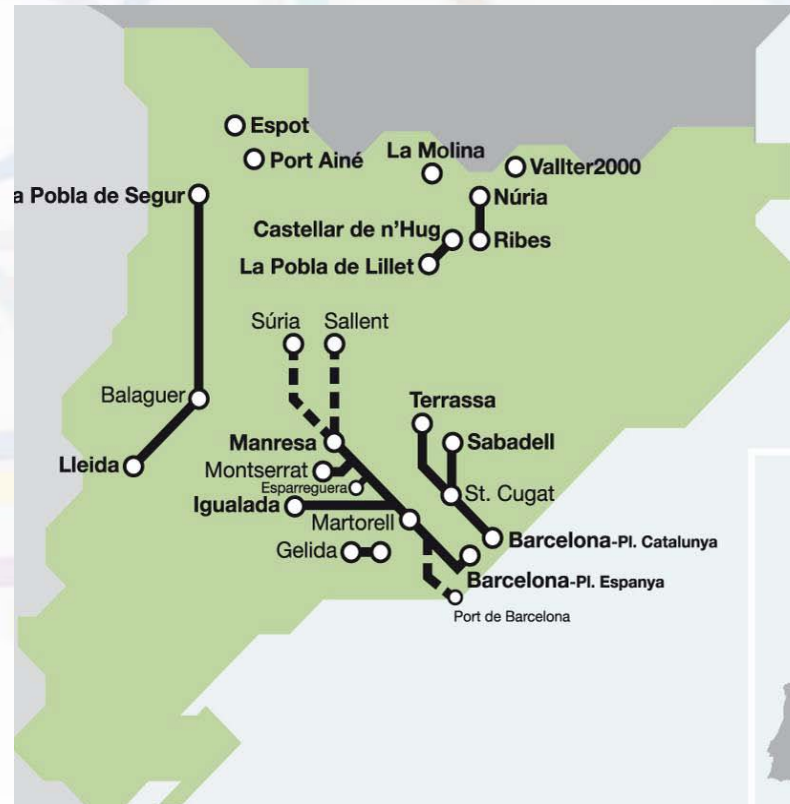 Espot
Port Ainé
La Molina
Vallter2000
a Pobla de Segur
Núria
Castellar de n'Hug
Ribes
La Pobla de Lillet
Súria
Sallent
Balaguer
Terrassa
Manresa
Sabadell
Lleida
Montserrat
Esparreguera
St. Cugat
Igualada
Martorell
Barcelona-Pl. Catalunya
Gelida
Barcelona-Pl. Espanya
Port de Barcelona